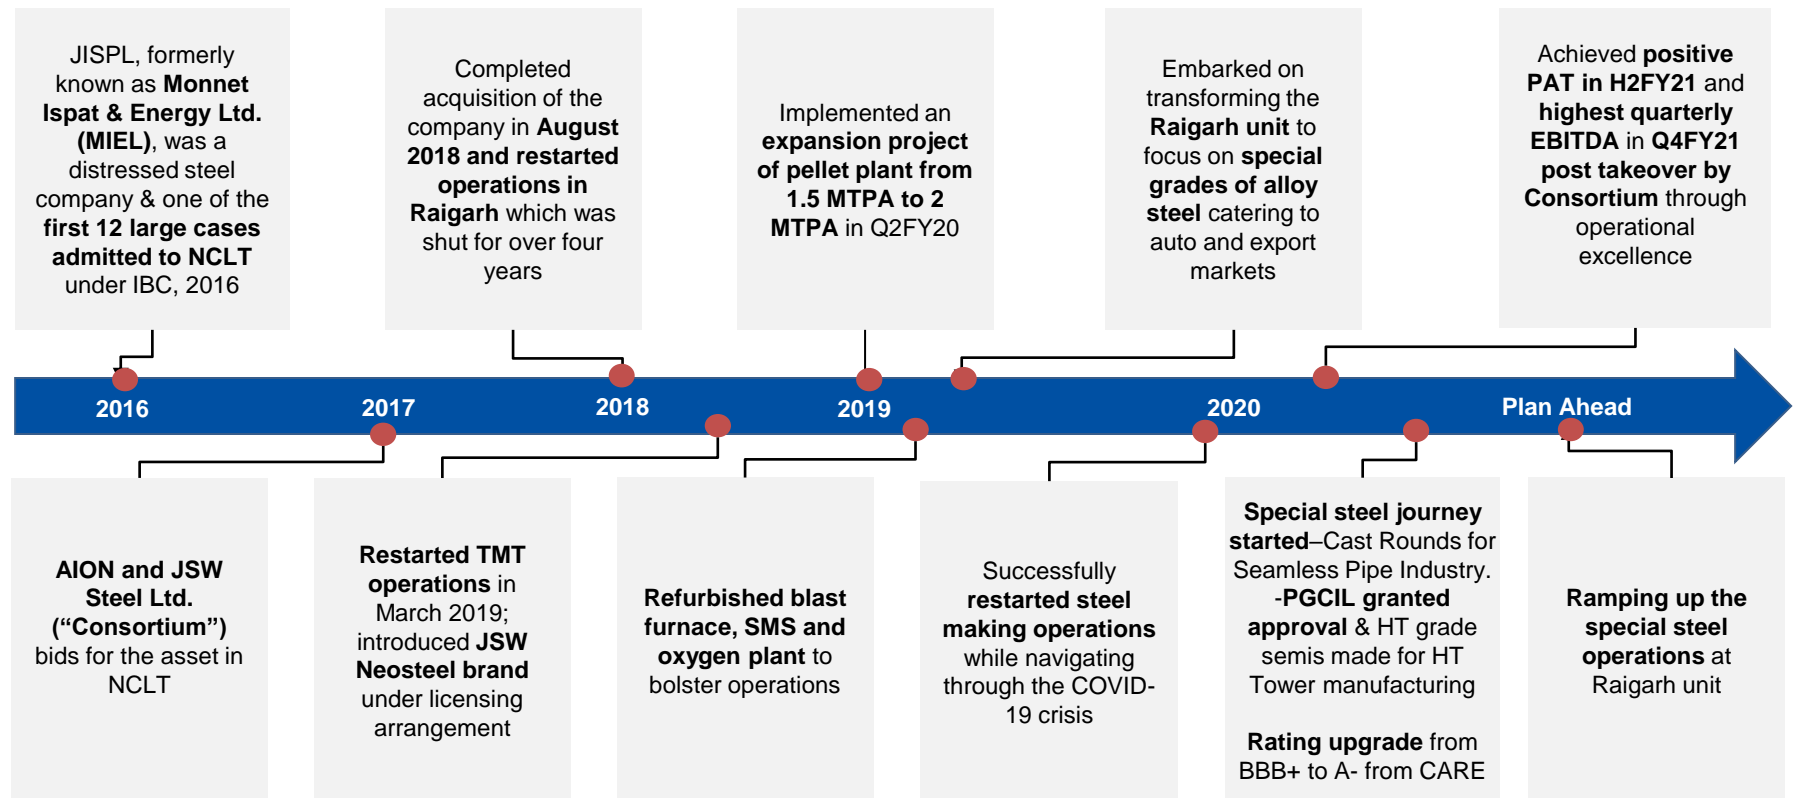 JISPL, formerly
known as Monnet
Ispat & Energy Ltd.
(MIEL), was a
distressed steel
company & one of the
first 12 large cases
admitted to NCLT
under IBC, 2016
Completed
acquisition of the
company in August
2018 and restarted
operations in
Raigarh which was
shut for over four
years
Implemented an
expansion project
of pellet plant from
1.5 MTPA to 2
MTPA in Q2FY20
Embarked on
transforming the
Raigarh unit to
focus on special
grades of alloy
steel catering to
auto and export
markets
Achieved positive
PAT in H2FY21 and
highest quarterly
EBITDA in Q4FY21
post takeover by
Consortium through
operational
excellence
2016
2017
2018
2019
2020
Plan Ahead
AION and JSW
Steel Ltd.
(“Consortium”)
bids for the asset in
NCLT
Restarted TMT
operations in
March 2019;
introduced JSW
Neosteel brand
under licensing
arrangement
Refurbished blast
furnace, SMS and
oxygen plant to
bolster operations
Successfully
restarted steel
making operations
while navigating
through the COVID-
19 crisis
Special steel journey
started–Cast Rounds for
Seamless Pipe Industry.
-PGCIL granted
approval & HT grade
semis made for HT
Tower manufacturing
Rating upgrade from
BBB+ to A- from CARE
Ramping up the
special steel
operations at
Raigarh unit